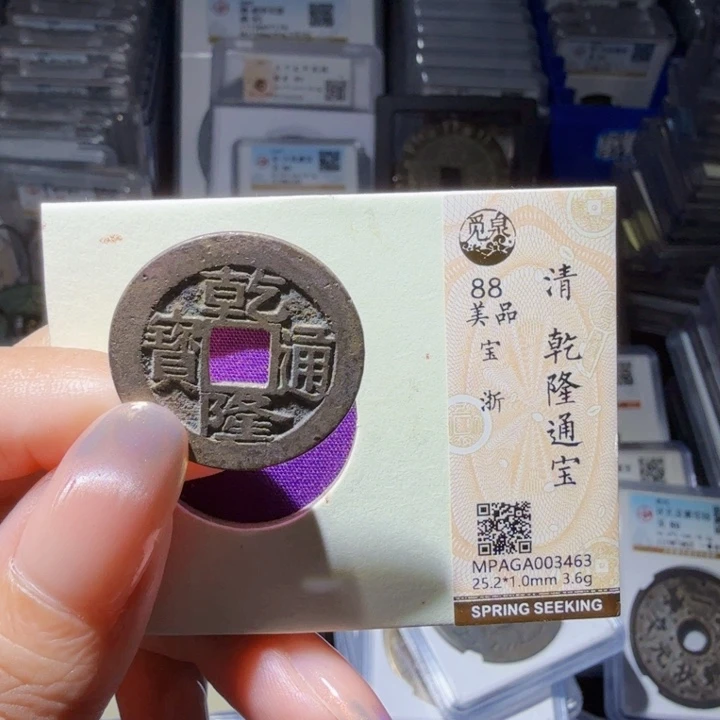 乾隆通寶
觅泉
88
美品
宝浙
清 乾隆通宝
MPAGA003463
25.2*1.0mm 3.6g
SPRING SEEKING